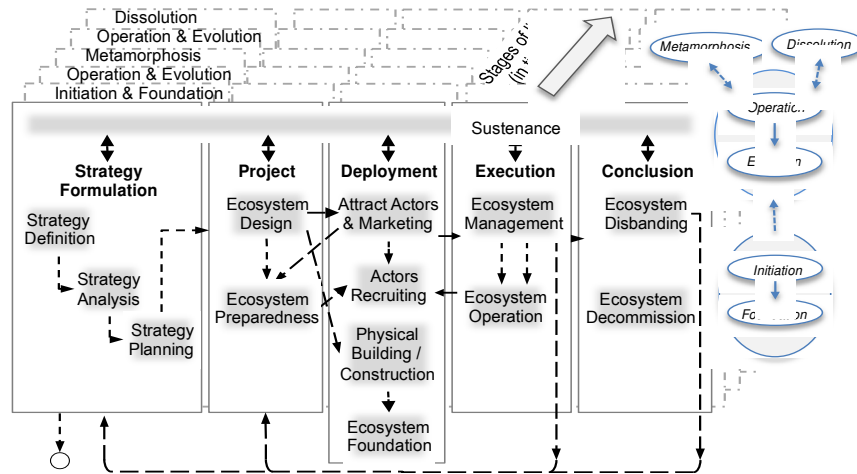 Dissolution
Operation & Evolution
Metamorphosis
Operation & Evolution
Initiation & Foundation
Stages of
(in
Metamorphosis
Dissolution
Operation
Sustenance
Strategy
Formulation
Project
Deployment
Execution
Conclusion
Strategy
Definition
Strategy
Analysis
Strategy
Planning
Ecosystem
Design
Ecosystem
Preparedness
Attract Actors
& Marketing
Actors
Recruiting
Physical
Building /
Construction
Ecosystem
Foundation
Ecosystem
Management
Ecosystem
Operation
Ecosystem
Disbanding
Ecosystem
Decommission
Initiation